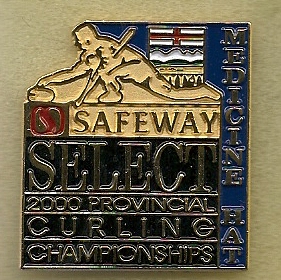 SAFEWAY
SELECT
2000 PROVINCIAL
CURLING
CHAMPIONSHIPS
MEDICINE HAT